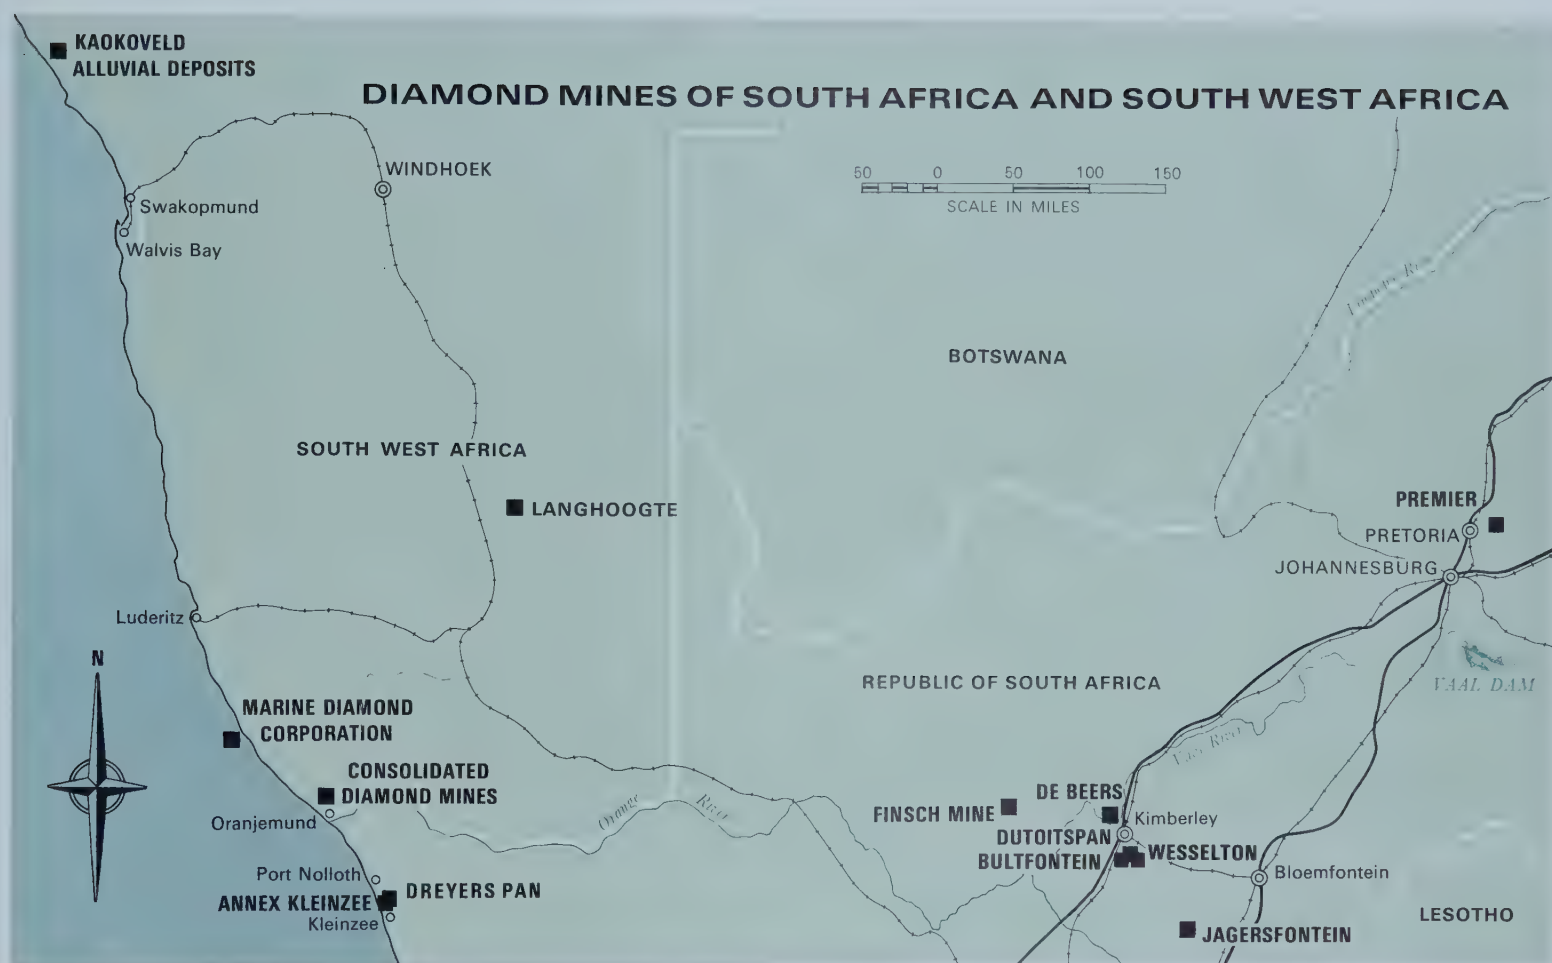 KAOKOVELD
ALLUVIAL DEPOSITS
DIAMOND MINES OF SOUTH AFRICA AND SOUTH WEST AFRICA
WINDHOEK
50 0 50 100 150
SCALE IN MILES
Swakopmund
Walvis Bay
BOTSWANA
SOUTH WEST AFRICA
LANGHOOGTE
PREMIER
PRETORIA
JOHANNESBURG
Luderitz
N
REPUBLIC OF SOUTH AFRICA
VAAL DAM
MARINE DIAMOND
CORPORATION
Vaal River
CONSOLIDATED
DIAMOND MINES
Orange River
Oranjemund
FINSCH MINE
DE BEERS
Kimberley
DUTOITSPAN
BULTFONTEIN
WESSELTON
Bloemfontein
Port Nolloth
DREYERS PAN
ANNEX KLEINZEE
Kleinzee
LESOTHO
JAGERSFONTEIN